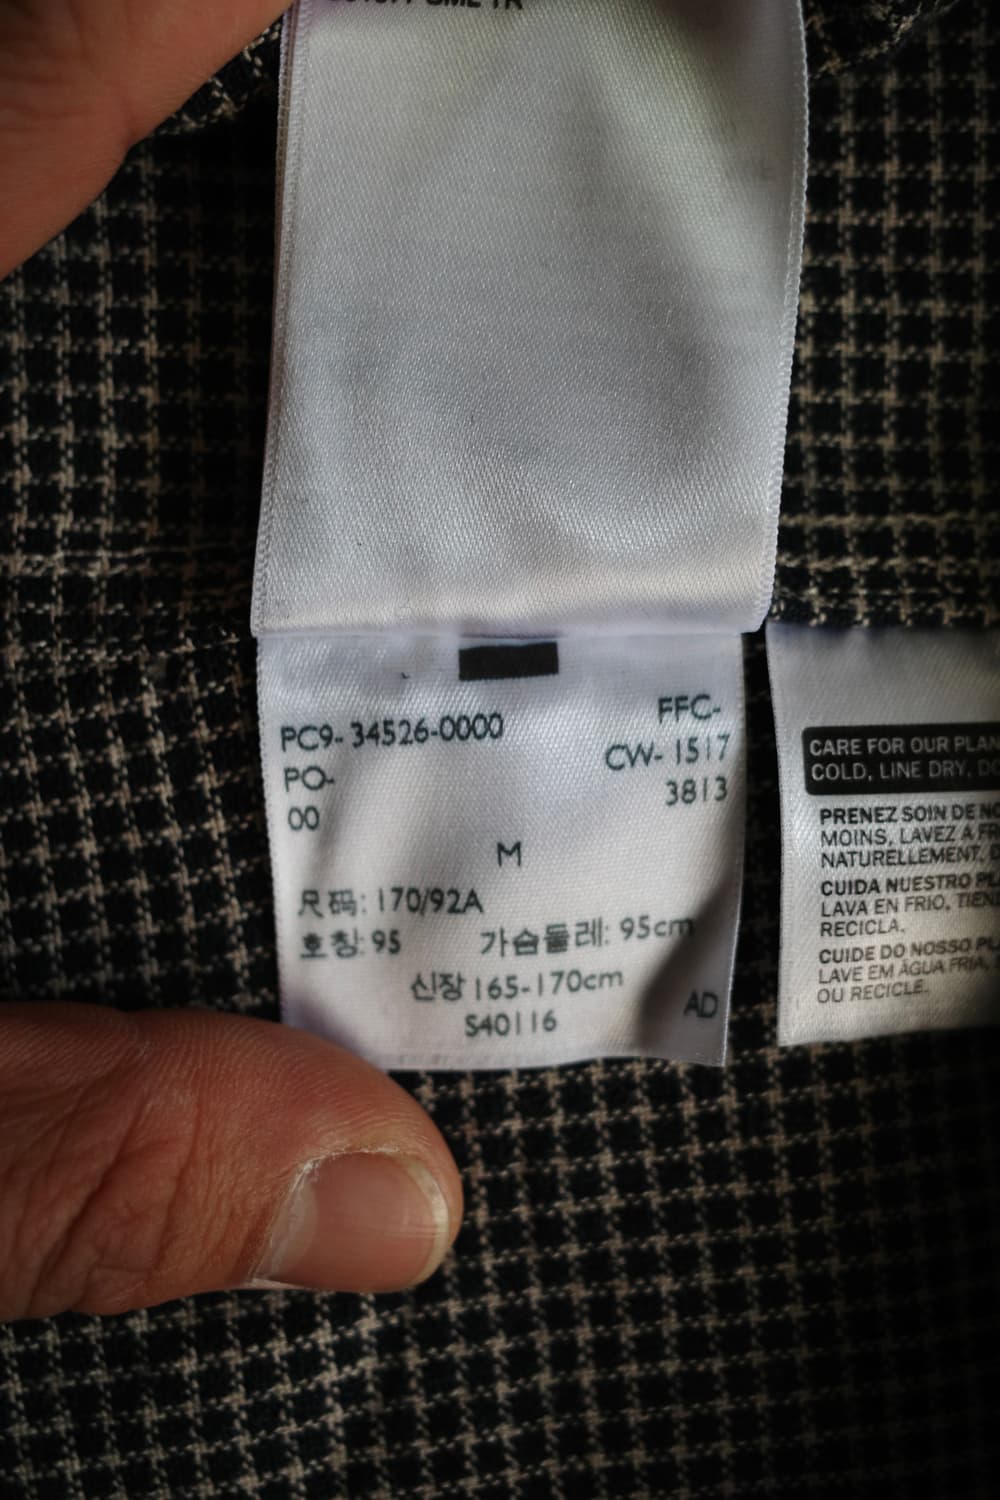 PC9- 34526-0000
PO-
00
FFC-
CW- 1517
3813
M
尺码: 170/92A
호칭: 95 가슴둘레: 95cm
신장 165-170cm
S40116
AD
CARE FOR OUR PLAN
COLD, LINE DRY, DO
PRENEZ SOIN DE NO
MOINS, LAVEZ A FR
NATURELLEMENT,
CUIDA NUESTRO PL
LAVA EN FRIO, TIEN
RECICLA.
CUIDE DO NOSSO PL
LAVE EM ÁGUA FRIA,
OU RECICLE.